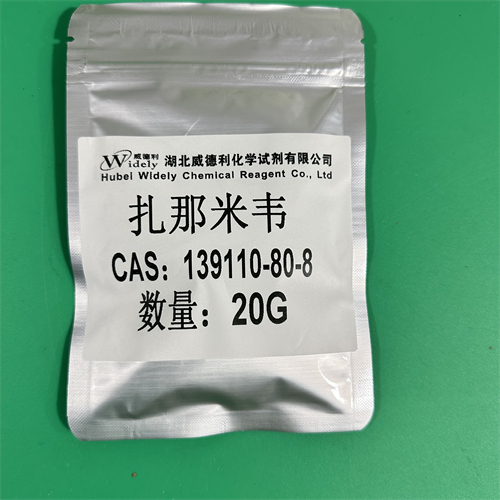 Widely 威德利 湖北威德利化学试剂有限公司
Hubei Widely Chemical Reagent Co., Ltd
扎那米韦
CAS: 139110-80-8
数量: 20G